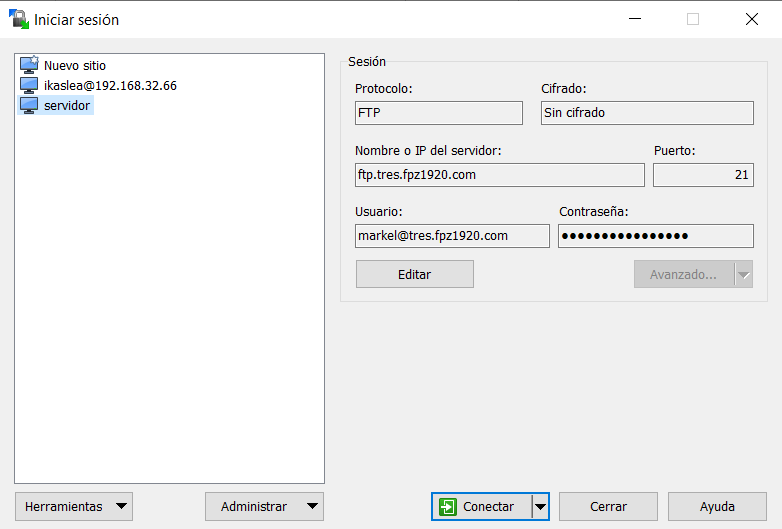 Iniciar sesión
Nuevo sitio
ikaslea@192.168.32.66
servidor
Sesión
Protocolo:
Cifrado:
FTP
Sin cifrado
Nombre o IP del servidor:
Puerto:
ftp.tres.fpz1920.com
21
Usuario:
Contraseña:
markel@tres.fpz1920.com
●●●●●●●●●●●●●●●●
Editar
Avanzado...
Herramientas
Administrar
Conectar
Cerrar
Ayuda